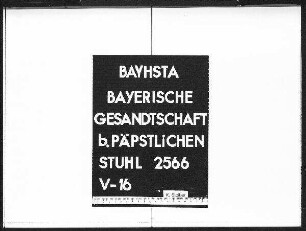 BAYHSTA
BAYERISCHE
GESANDTSCHAFT
b. PÄPSTLICHEN
STUHL 2566
V-16